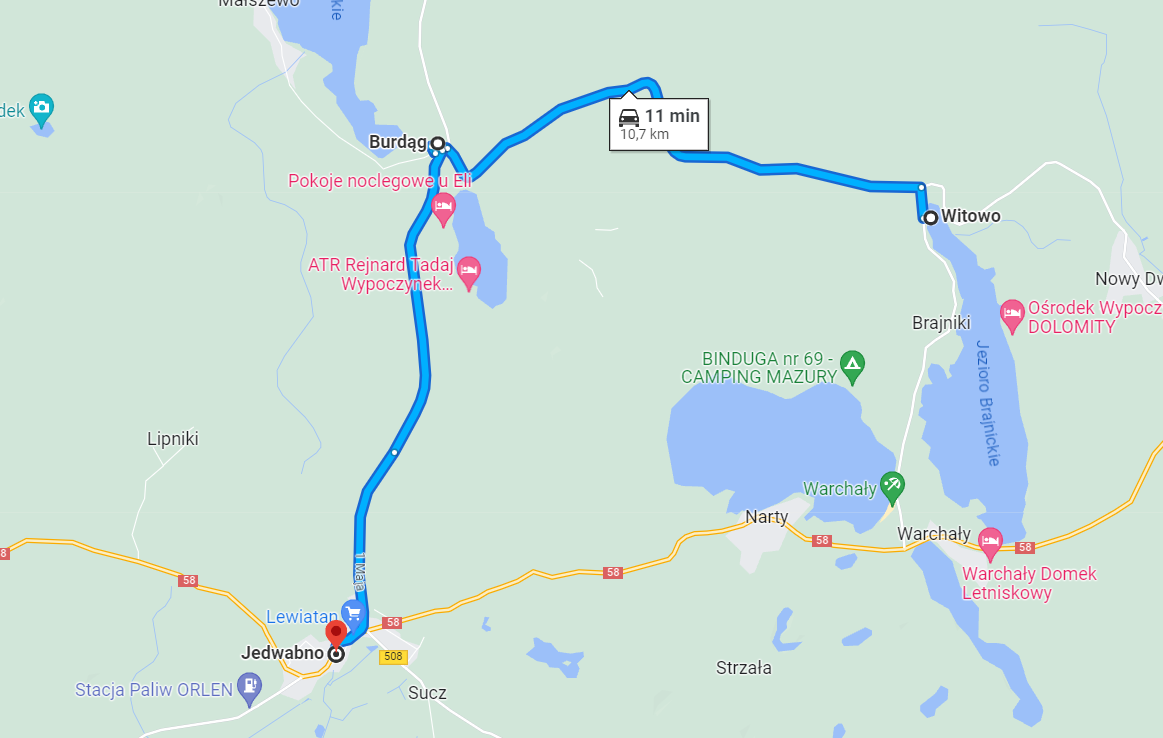 Małszewo
kie
dek
11 min
10,7 km
Burdąg
Pokoje noclegowe u Eli
Witowo
ATR Rejnard Tadaj
Wypoczynek...
Nowy Dw
Ośrodek Wypocz
DOLOMITY
Brajniki
BINDUGA nr 69 -
CAMPING MAZURY
Jezioro Brajnickie
Lipniki
Warchały
Narty
Warchały
58
58
8
58
58
1 Maja
Warchały Domek
Letniskowy
Lewiatan
58
Jedwabno
508
Strzała
Stacja Paliw ORLEN
Sucz